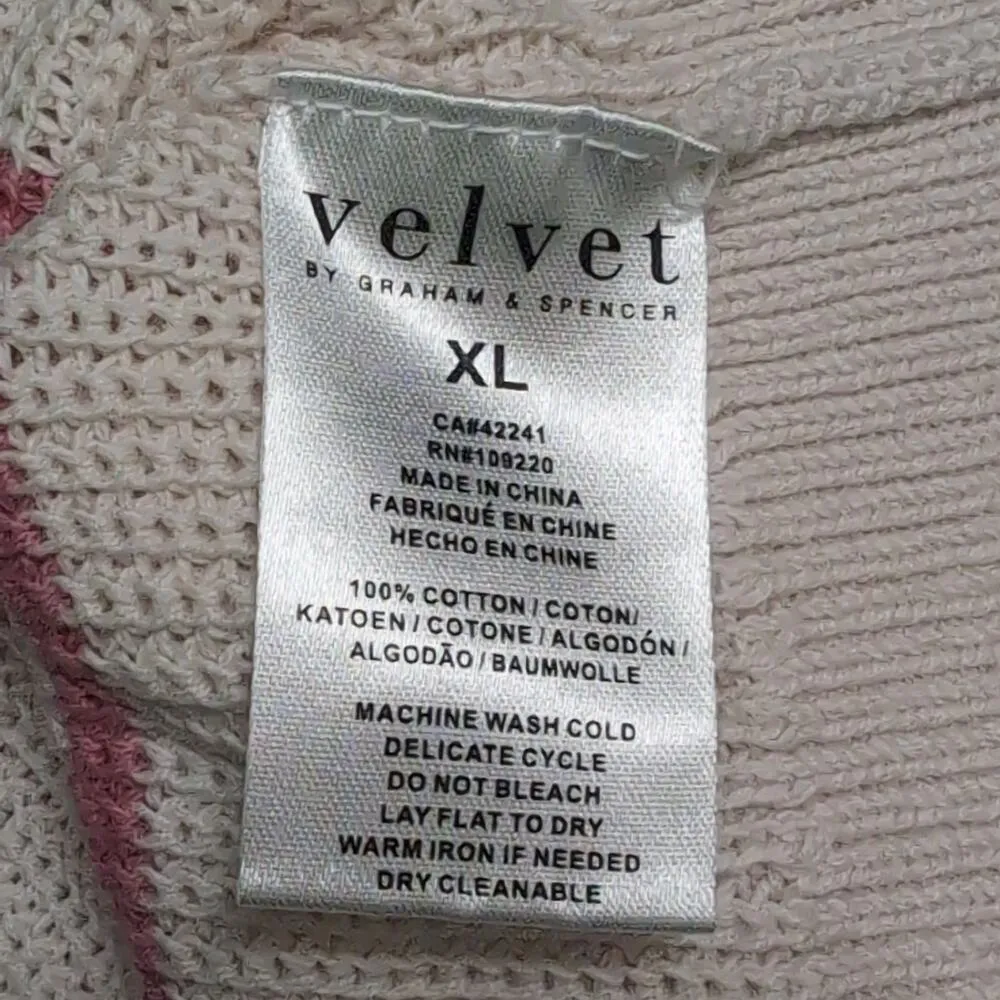 velvet
BY GRAHAM & SPENCER
XL
CA#42241
RN#109220
MADE IN CHINA
FABRIQUÉ EN CHINE
HECHO EN CHINE
100% COTTON / COTON/
KATOEN / COTONE / ALGODÓN /
ALGODÃO / BAUMWOLLE
MACHINE WASH COLD
DELICATE CYCLE
DO NOT BLEACH
LAY FLAT TO DRY
WARM IRON IF NEEDED
DRY CLEANABLE